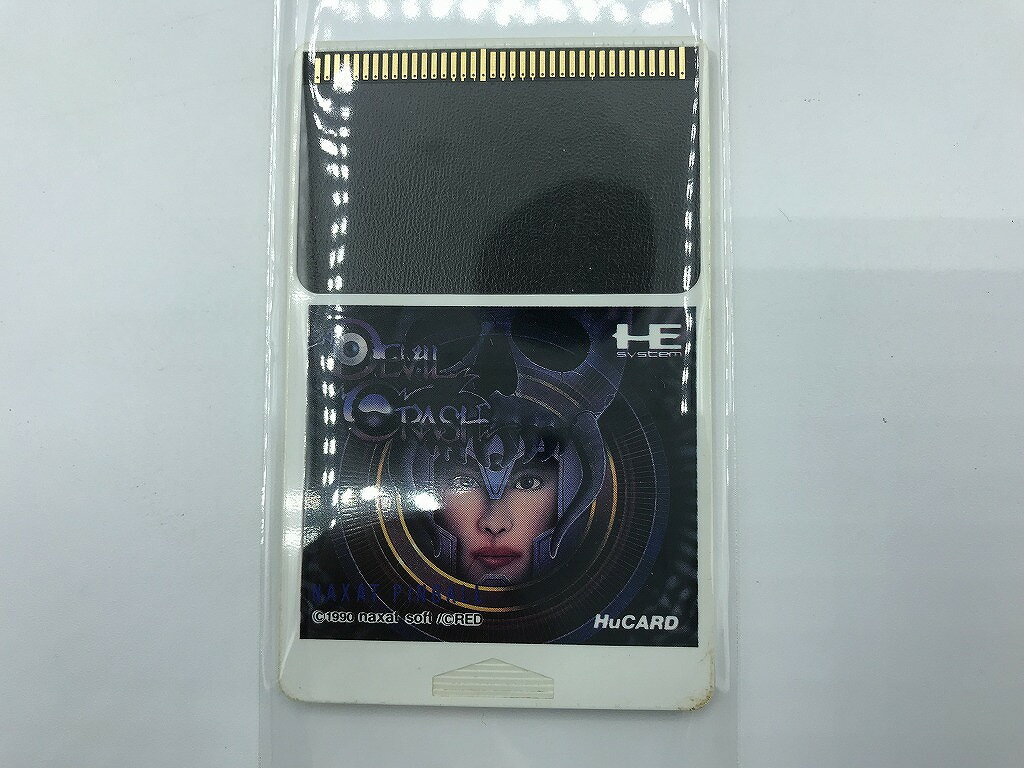 HE
system
DEVIL
CRASH
NAXAT PINBALL
©1990 naxat soft /©RED
HuCARD